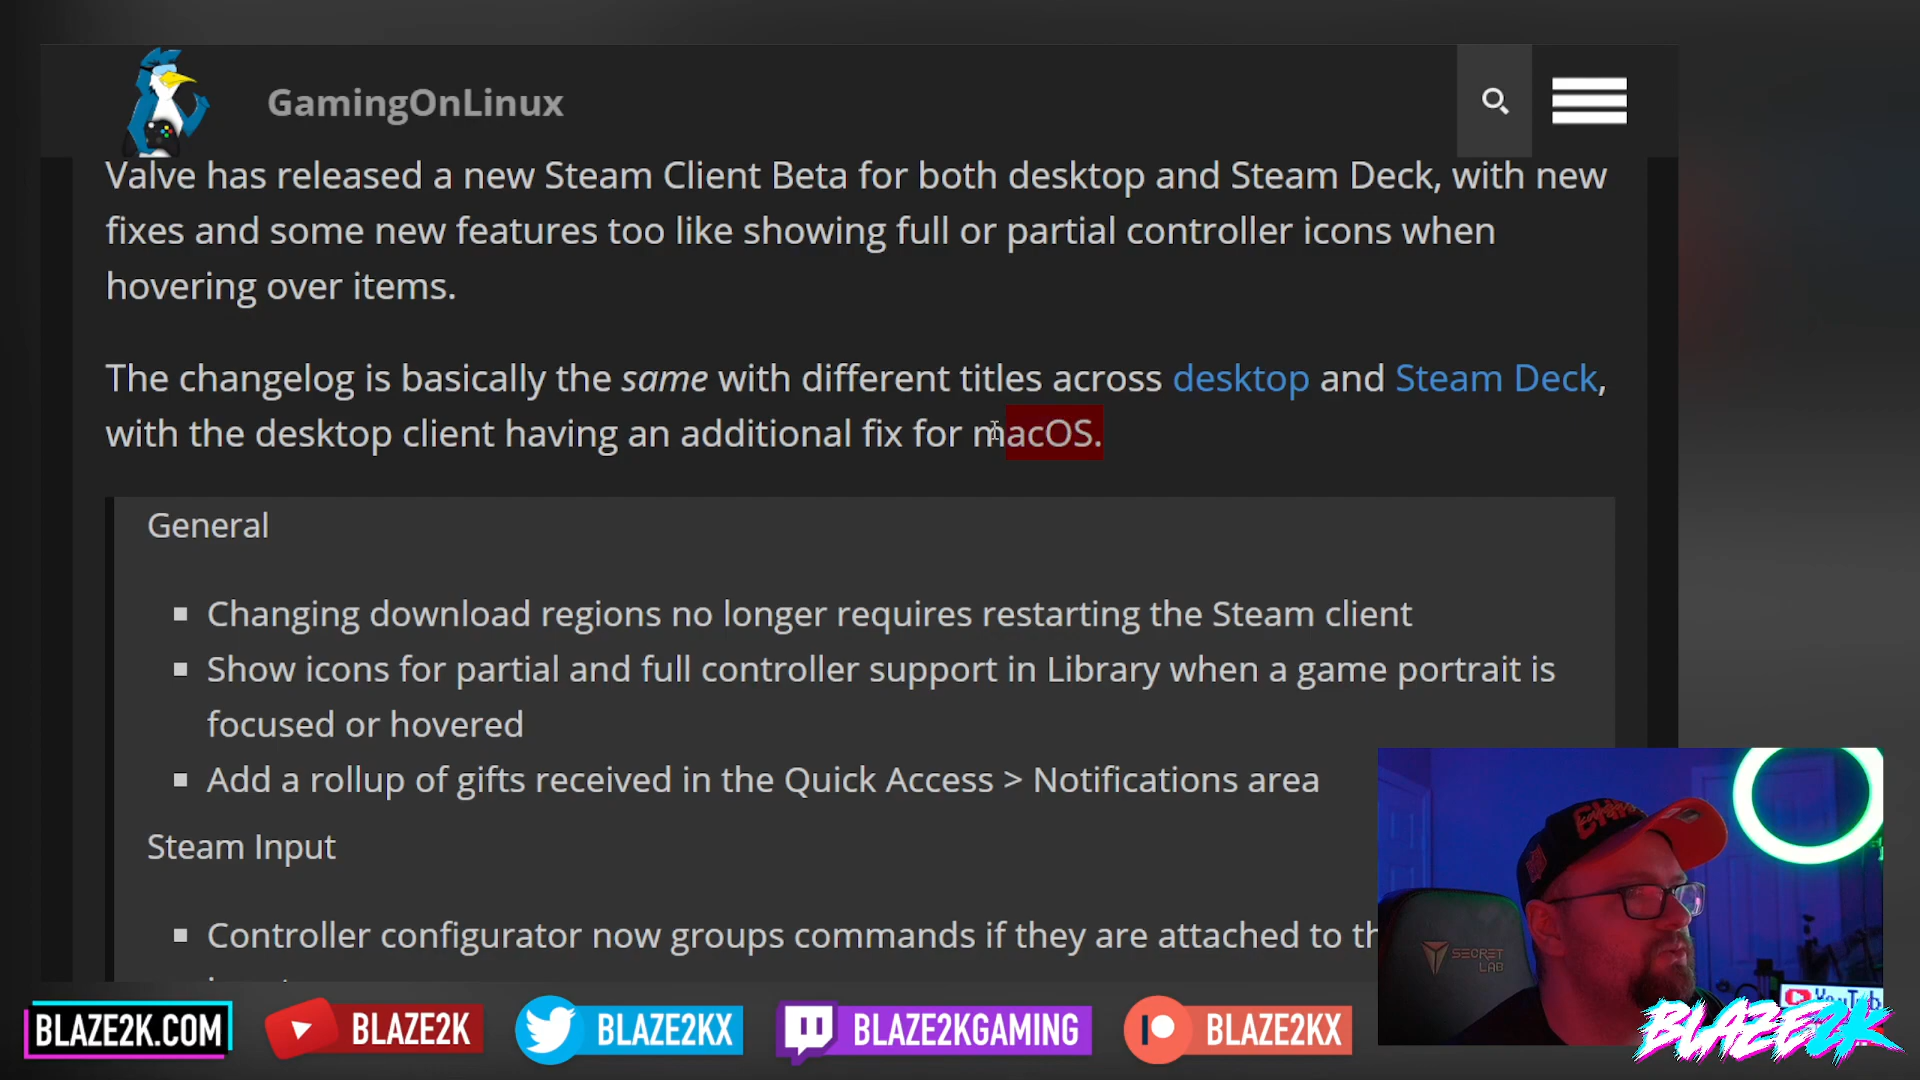 GamingOnLinux
Valve has released a new Steam Client Beta for both desktop and Steam Deck, with new
fixes and some new features too like showing full or partial controller icons when
hovering over items.
The changelog is basically the same with different titles across desktop and Steam Deck,
with the desktop client having an additional fix for macOS.
General
Changing download regions no longer requires restarting the Steam client
Show icons for partial and full controller support in Library when a game portrait is
focused or hovered
Add a rollup of gifts received in the Quick Access > Notifications area
Steam Input
Controller configurator now groups commands if they are attached to
SECRET
LAB
YouTub
BLAZE2K
BLAZE2K.COM
BLAZE2K
BLAZE2KX
BLAZE2KGAMING
BLAZE2KX